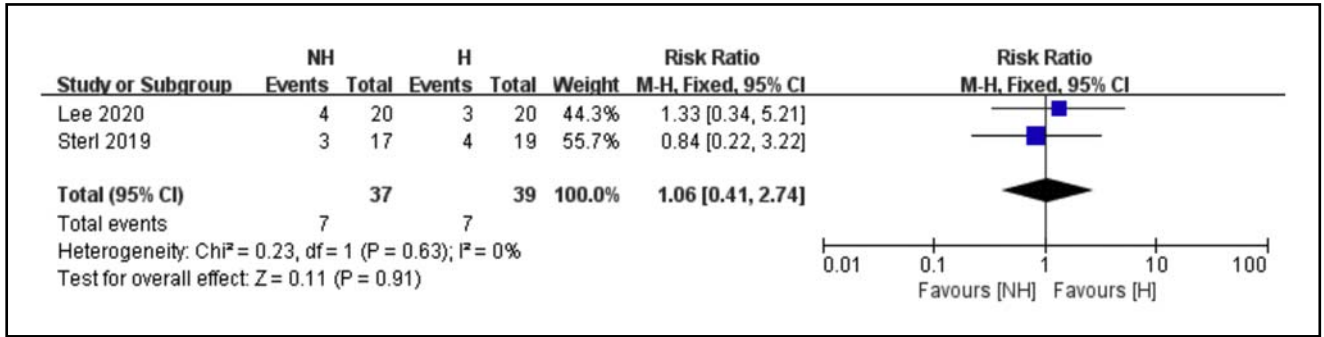 NH H Risk Ratio Risk Ratio
Study or Subgroup Events Total Events Total Weight M-H, Fixed, 95% CI M-H, Fixed, 95% CI
Lee 2020 4 20 3 20 44.3% 1.33 [0.34, 5.21]
Sterl 2019 3 17 4 19 55.7% 0.84 [0.22, 3.22]
Total (95% CI) 37 39 100.0% 1.06 [0.41, 2.74]
Total events 7 7
Heterogeneity: Chi² = 0.23, df = 1 (P = 0.63); I² = 0%
Test for overall effect: Z = 0.11 (P = 0.91)
0.01 0.1 1 10 100
Favours [NH] Favours [H]